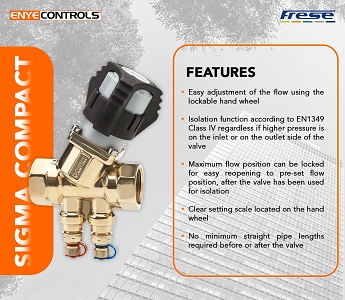 ENYECONTROLS
Frese
SIGMA COMPACT
FEATURES
• Easy adjustment of the flow using the
lockable hand wheel
• Isolation function according to EN1349
Class IV regardless if higher pressure is
on the inlet or on the outlet side of the
valve
• Maximum flow position can be locked
for easy reopening to pre-set flow
position, after the valve has been used
for isolation
• Clear setting scale located on the hand
wheel
• No minimum straight pipe lengths
required before or after the valve